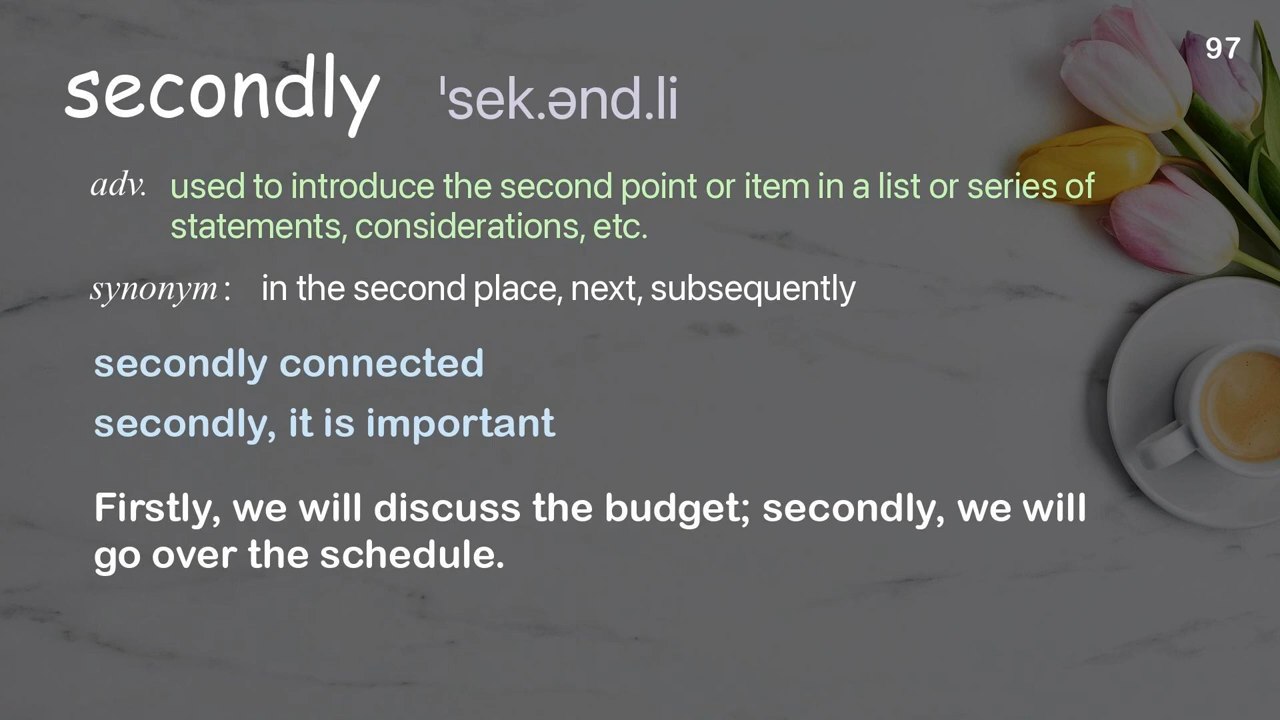 97
secondly ˈsek.ənd.li
adv. used to introduce the second point or item in a list or series of
statements, considerations, etc.
synonym : in the second place, next, subsequently
secondly connected
secondly, it is important
Firstly, we will discuss the budget; secondly, we will
go over the schedule.